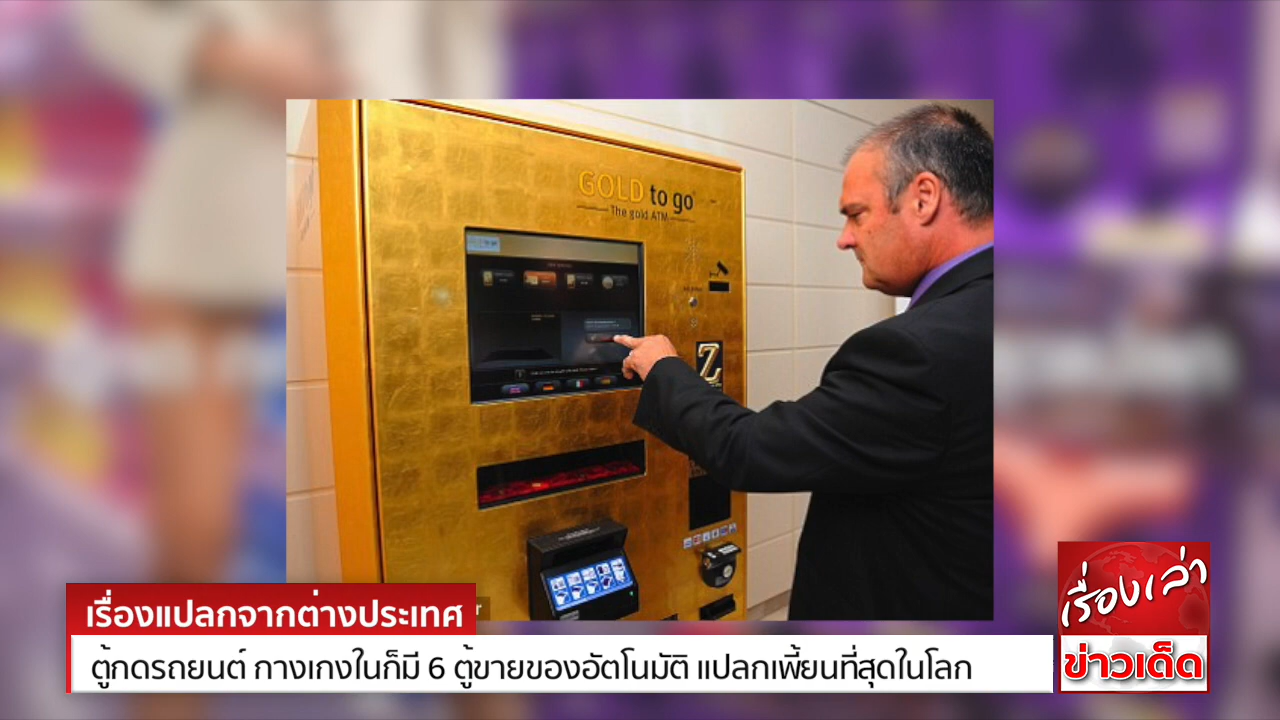 GOLD to go
The gold ATM
Z
เรื่องแปลกจากต่างประเทศ
ตู้กดรถยนต์ กางเกงในก็มี 6 ตู้ขายของอัตโนมัติ แปลกเพี้ยนที่สุดในโลก
เรื่องเล่า
ข่าวเด็ด